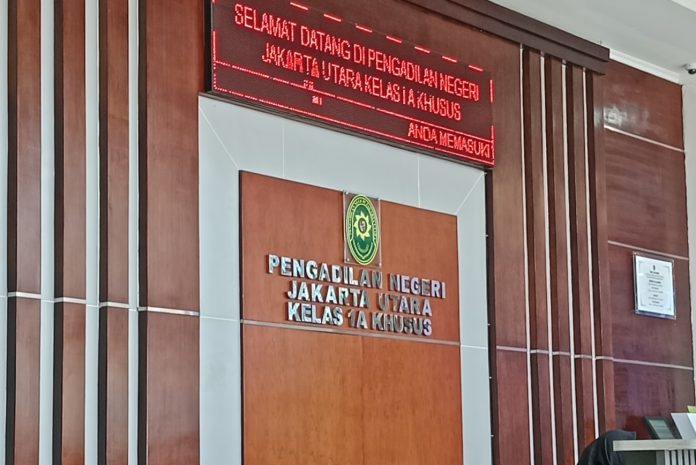 SELAMAT DATANG DI PENGADILAN NEGERI
JAKARTA UTARA KELAS 1A KHUSUS
ANDA MEMASUKI
PENGADILAN NEGERI
JAKARTA UTARA
KELAS 1A KHUSUS